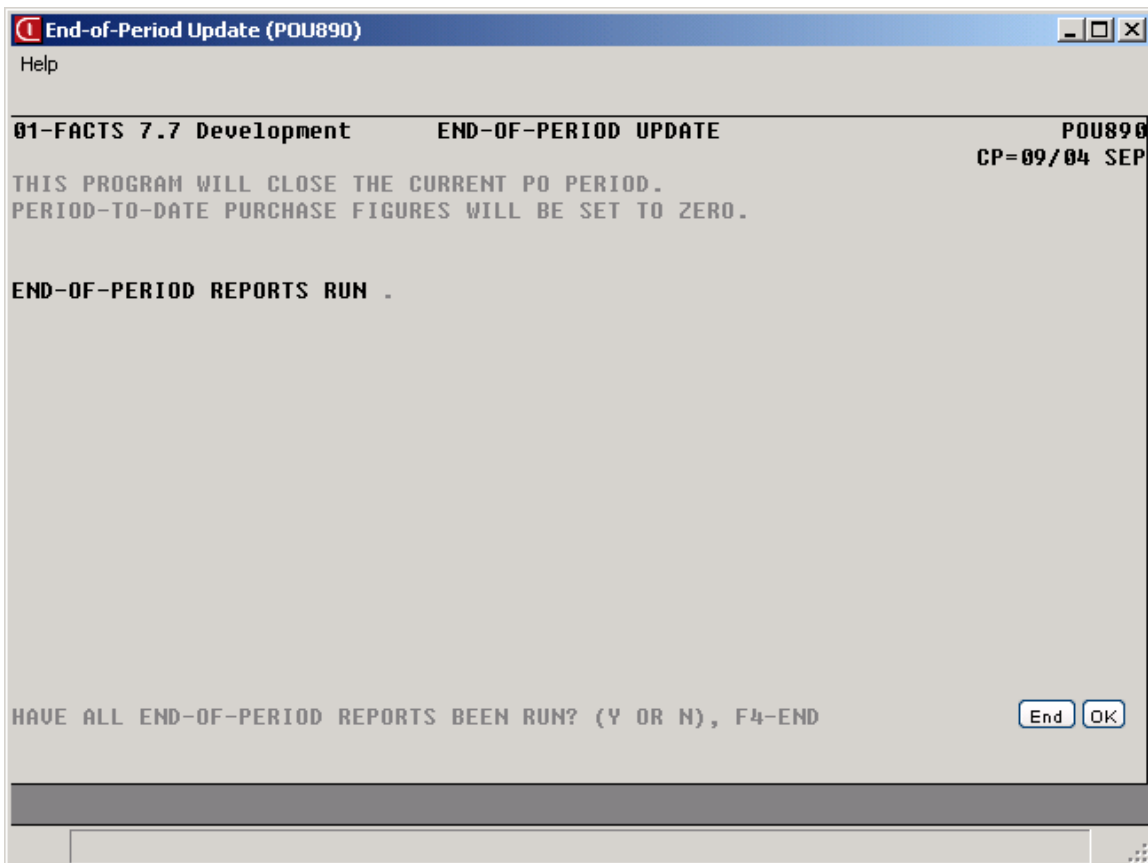 End-of-Period Update (POU890)
Help
01-FACTS 7.7 Development END-OF-PERIOD UPDATE POU890
CP=09/04 SEP
THIS PROGRAM WILL CLOSE THE CURRENT PO PERIOD.
PERIOD-TO-DATE PURCHASE FIGURES WILL BE SET TO ZERO.
END-OF-PERIOD REPORTS RUN .
HAVE ALL END-OF-PERIOD REPORTS BEEN RUN? (Y OR N), F4-END End OK